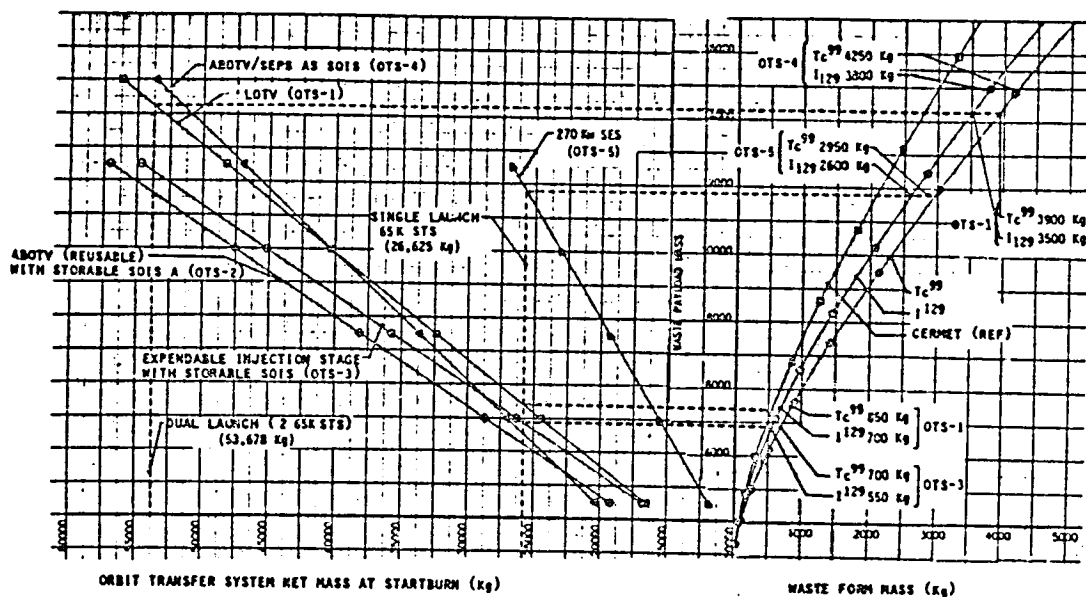 ABOTV/SEPS AS SOIS (OTS-4)
LOTV (OTS-1)
270 KW SES
(OTS-5)
SINGLE LAUNCH
65K STS
(26,625 Kg)
ABOTV (REUSABLE)
WITH STORABLE SOIS A (OTS-2)
EXPENDABLE INJECTION STAGE
WITH STORABLE SOIS (OTS-3)
DUAL LAUNCH (2 65K STS)
(53,678 Kg)
ORBIT TRANSFER SYSTEM KET MASS AT STARTBURN (Kg)
WASTE PAYLOAD MASS
OTS-4
Tc99 4250 Kg
I129 3800 Kg
OTS-5
Tc99 2950 Kg
I129 2600 Kg
OTS-1
Tc99 3900 Kg
I129 3500 Kg
Tc99
I129
CERMET (REF)
Tc99 850 Kg
I129 700 Kg
OTS-1
Tc99 700 Kg
I129 550 Kg
OTS-3
8000
6000
4000
1000
2000
3000
4000
5000
WASTE FORM MASS (Kg)